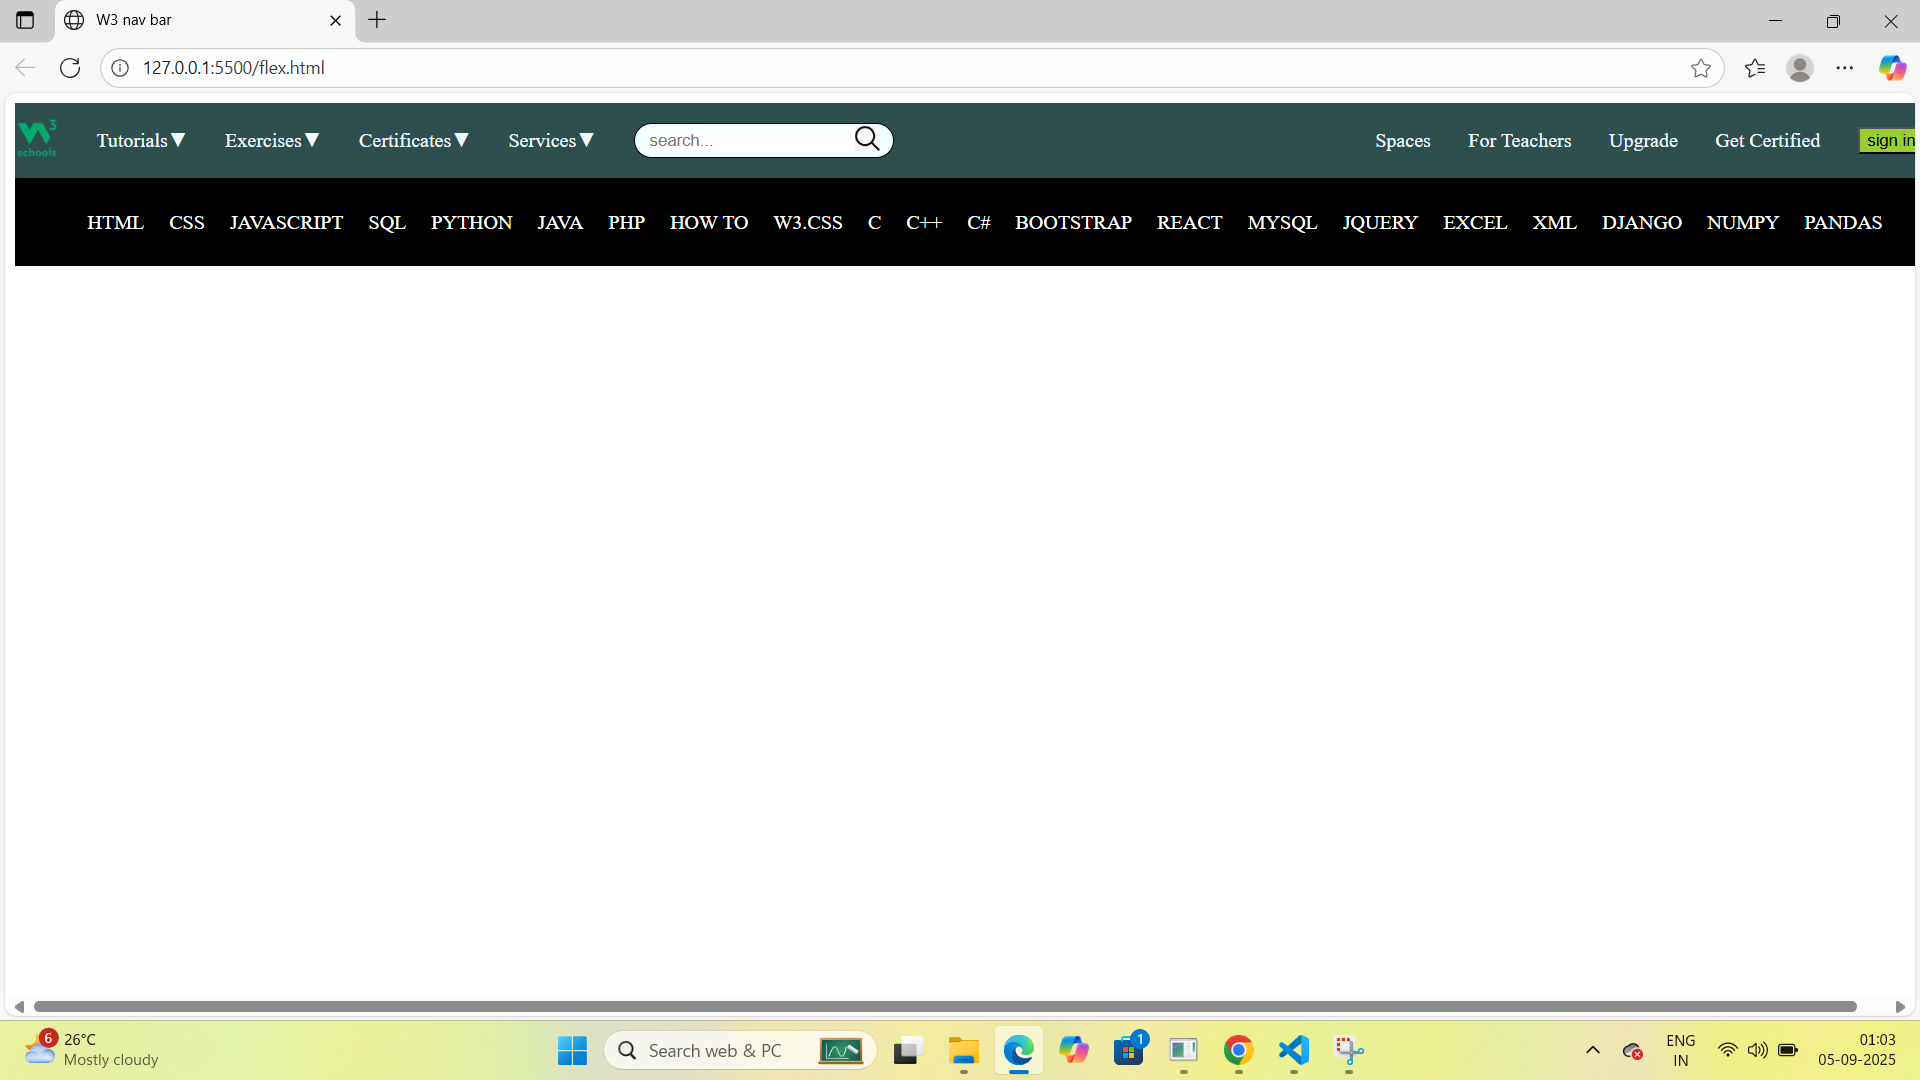 W3 nav bar
127.0.0.1:5500/flex.html
W3 schools Tutorials▼ Exercises▼ Certificates▼ Services▼ search... Spaces For Teachers Upgrade Get Certified sign in
HTML CSS JAVASCRIPT SQL PYTHON JAVA PHP HOW TO W3.CSS C C++ C# BOOTSTRAP REACT MYSQL JQUERY EXCEL XML DJANGO NUMPY PANDAS
6 26°C
Mostly cloudy
Search web & PC
1
ENG
IN
01:03
05-09-2025